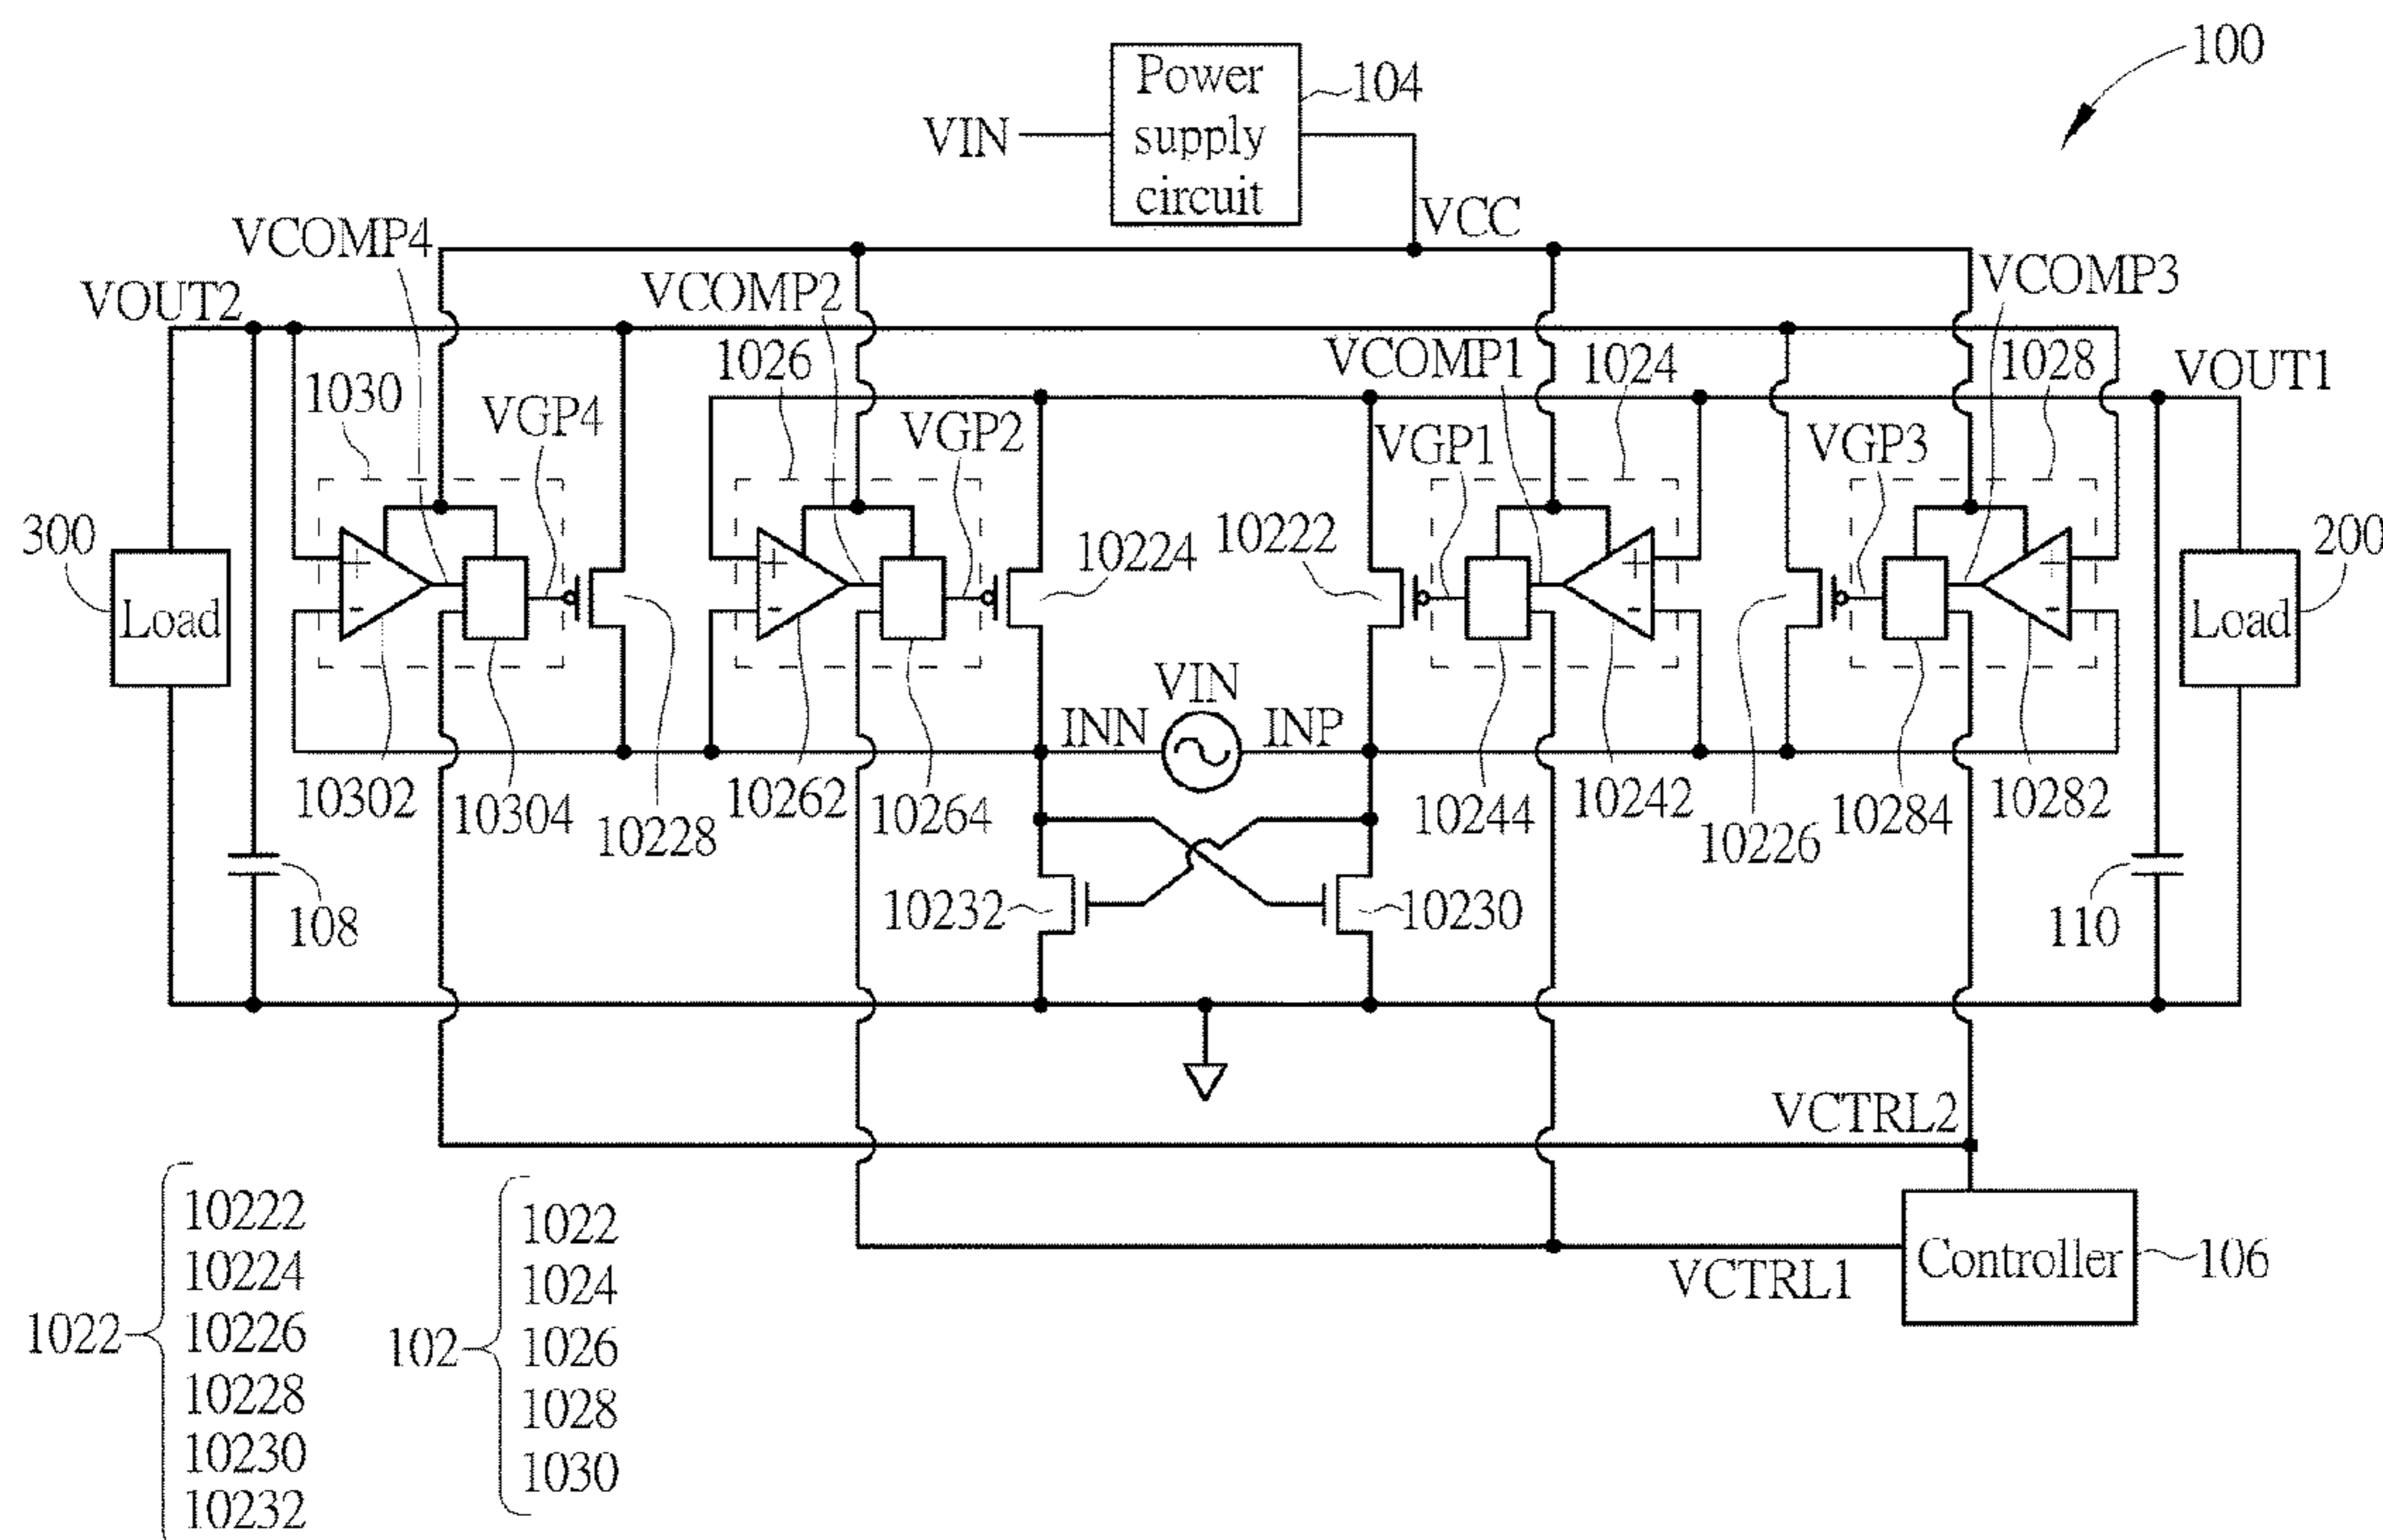 100
Power
supply
circuit
104
VIN
VCC
VCOMP4
VCOMP2
VCOMP3
VOUT2
1026
VCOMP1
1024
1028
VOUT1
1030
VGP4
VGP2
VGP1
VGP3
300
Load
+
-
+
-
10224
10222
+
-
+
-
200
Load
VIN
INN
INP
10302
10304
10228
10262
10264
10244
10242
10226
10284
10282
108
10232
10230
110
VCTRL2
VCTRL1
Controller
106
1022
10222
10224
10226
10228
10230
10232
102
1022
1024
1026
1028
1030